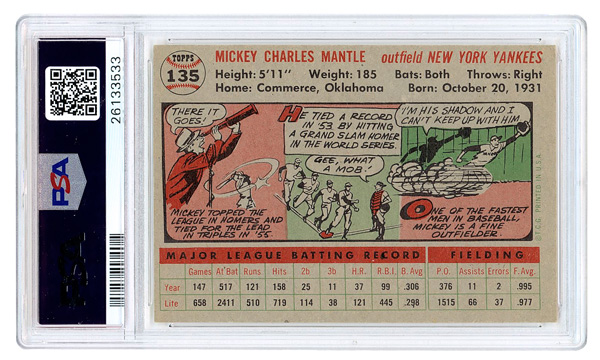 PSA
26133533
TOPPS
135
MICKEY CHARLES MANTLE outfield NEW YORK YANKEES
Height: 5'11" Weight: 185 Bats: Both Throws: Right
Home: Commerce, Oklahoma Born: October 20, 1931
THERE IT
GOES!
MICKEY TOPPED THE
LEAGUE IN HOMERS AND
TIED FOR THE LEAD
IN TRIPLES IN '55
HE TIED A RECORD
IN '53 BY HITTING
A GRAND SLAM HOMER
IN THE WORLD SERIES.
GEE, WHAT
A MOB!
I'M HIS SHADOW AND I
CAN'T KEEP UP WITH HIM
ONE OF THE FASTEST
MEN IN BASEBALL,
MICKEY IS A FINE
OUTFIELDER.
© T.C.G. PRINTED IN U.S.A.
MAJOR LEAGUE BATTING RECORD FIELDING
Games At Bat Runs Hits 2b 3b H.R. R.B.I. B. Avg P.O. Assists Errors F. Avg.
Year 147 517 121 158 25 11 37 99 .306 376 11 2 .995
Life 658 2411 510 719 114 38 121 445 .298 1515 66 37 .977